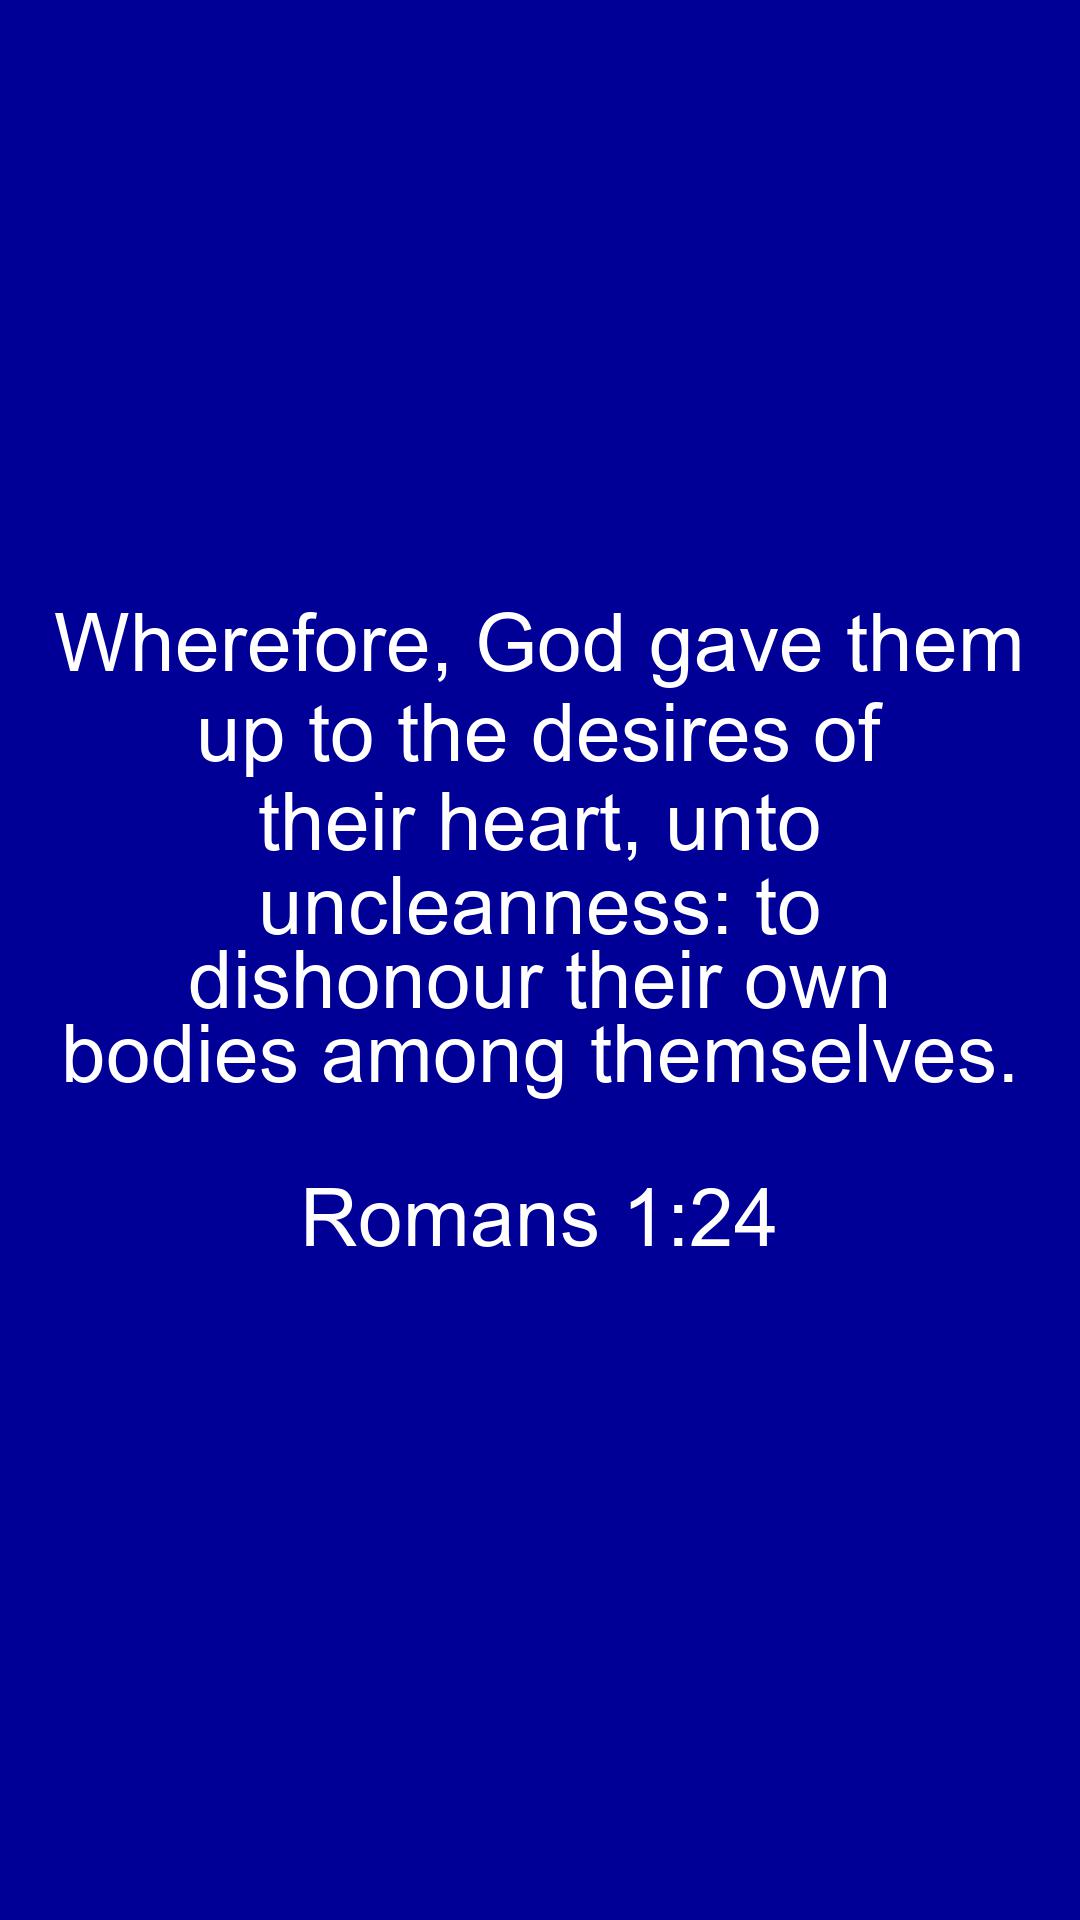 Wherefore, God gave them
up to the desires of
their heart, unto
uncleanness: to
dishonour their own
bodies among themselves.
Romans 1:24